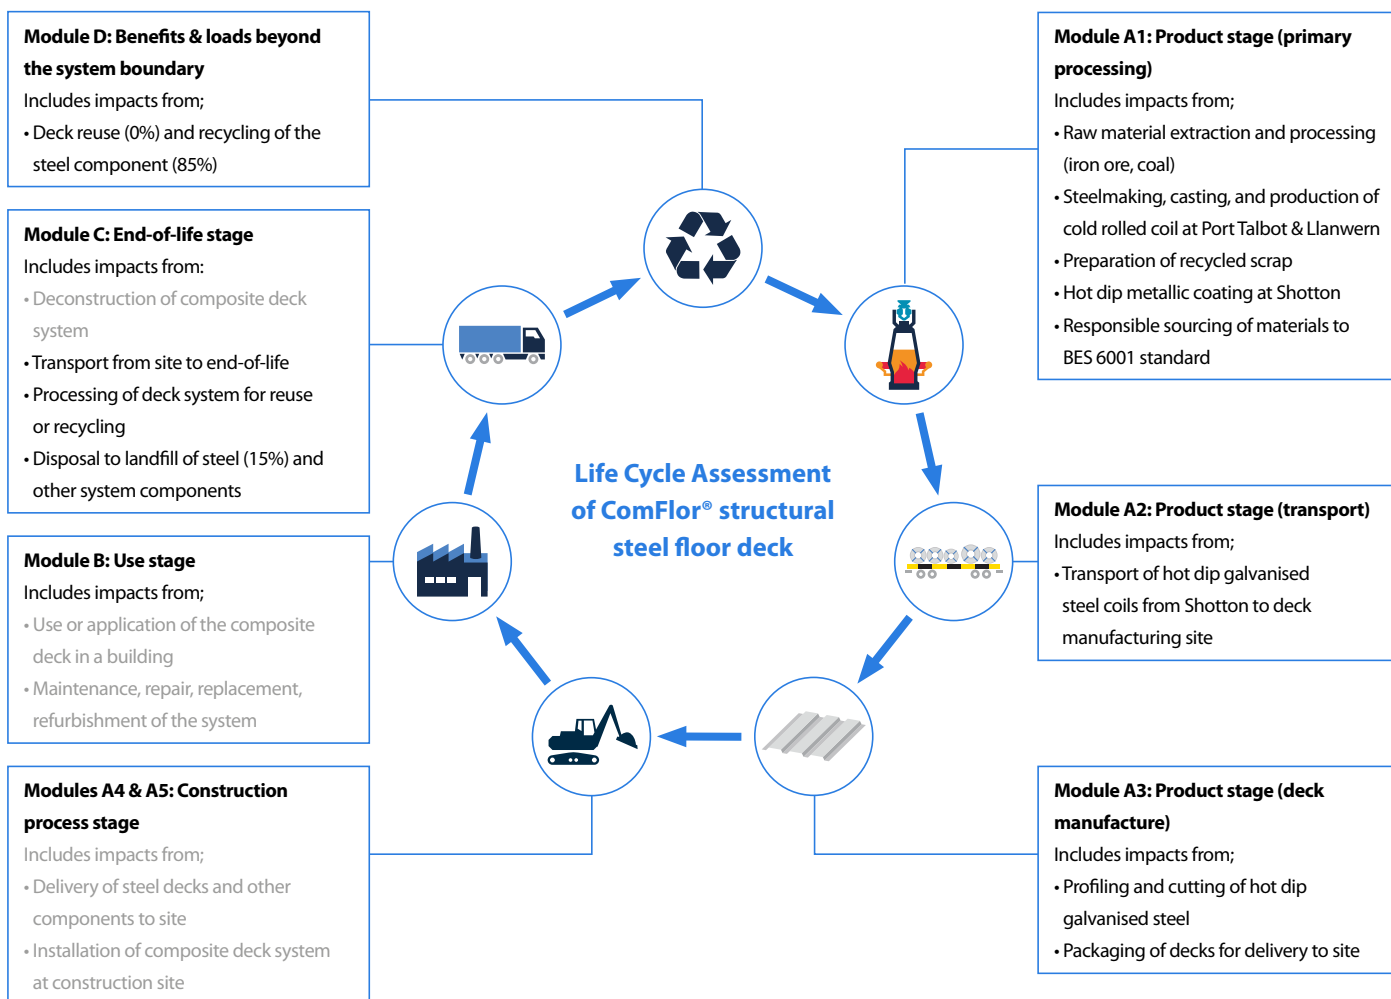 Module D: Benefits & loads beyond
the system boundary
Includes impacts from;
• Deck reuse (0%) and recycling of the
steel component (85%)
Module C: End-of-life stage
Includes impacts from:
• Deconstruction of composite deck
system
• Transport from site to end-of-life
• Processing of deck system for reuse
or recycling
• Disposal to landfill of steel (15%) and
other system components
Module B: Use stage
Includes impacts from;
• Use or application of the composite
deck in a building
• Maintenance, repair, replacement,
refurbishment of the system
Modules A4 & A5: Construction
process stage
Includes impacts from;
• Delivery of steel decks and other
components to site
• Installation of composite deck system
at construction site
Life Cycle Assessment
of ComFlor® structural
steel floor deck
Module A1: Product stage (primary
processing)
Includes impacts from;
• Raw material extraction and processing
(iron ore, coal)
• Steelmaking, casting, and production of
cold rolled coil at Port Talbot & Llanwern
• Preparation of recycled scrap
• Hot dip metallic coating at Shotton
• Responsible sourcing of materials to
BES 6001 standard
Module A2: Product stage (transport)
Includes impacts from;
• Transport of hot dip galvanised
steel coils from Shotton to deck
manufacturing site
Module A3: Product stage (deck
manufacture)
Includes impacts from;
• Profiling and cutting of hot dip
galvanised steel
• Packaging of decks for delivery to site